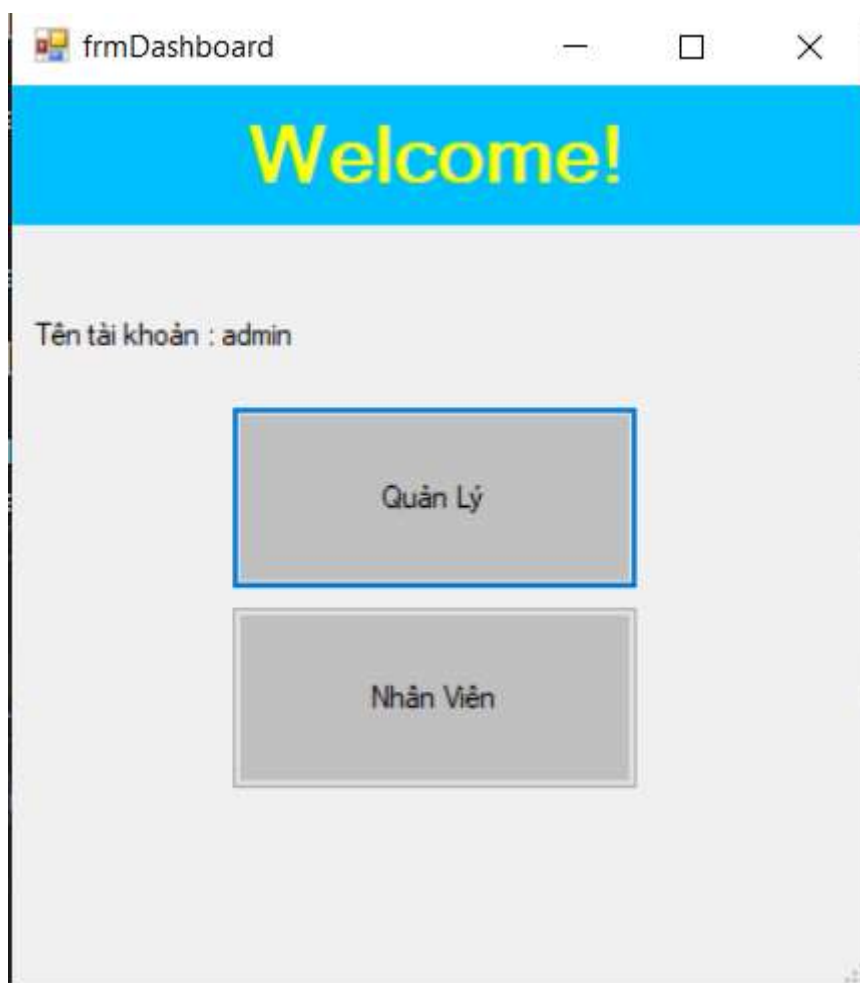 frmDashboard
Welcome!
Tên tài khoản : admin
Quản Lý
Nhân Viên